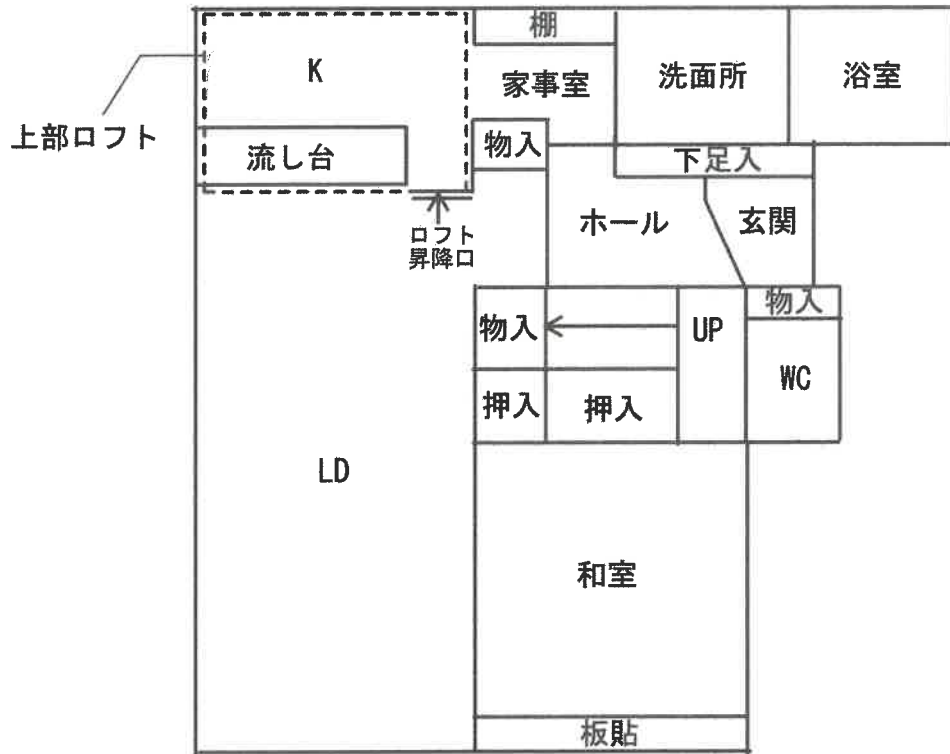 棚
K
家事室
洗面所
浴室
上部ロフト
流し台
物入
下足入
ホール
玄関
ロフト
昇降口
物入
UP
物入
WC
押入
押入
LD
和室
板貼